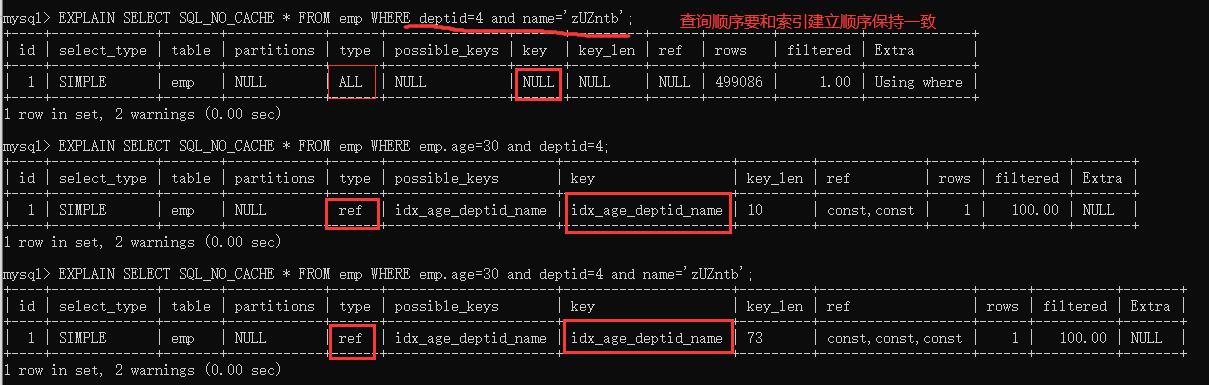 mysql> EXPLAIN SELECT SQL_NO_CACHE * FROM emp WHERE deptid=4 and name='zUZntb'; 查询顺序要和索引建立顺序保持一致
| id | select_type | table | partitions | type | possible_keys | key | key_len | ref | rows | filtered | Extra |
| 1 | SIMPLE | emp | NULL | ALL | NULL | NULL | NULL | NULL | 499086 | 1.00 | Using where |
1 row in set, 2 warnings (0.00 sec)
mysql> EXPLAIN SELECT SQL_NO_CACHE * FROM emp WHERE emp.age=30 and deptid=4;
| id | select_type | table | partitions | type | possible_keys | key | key_len | ref | rows | filtered | Extra |
| 1 | SIMPLE | emp | NULL | ref | idx_age_deptid_name | idx_age_deptid_name | 10 | const,const | 1 | 100.00 | NULL |
1 row in set, 2 warnings (0.00 sec)
mysql> EXPLAIN SELECT SQL_NO_CACHE * FROM emp WHERE emp.age=30 and deptid=4 and name='zUZntb';
| id | select_type | table | partitions | type | possible_keys | key | key_len | ref | rows | filtered | Extra |
| 1 | SIMPLE | emp | NULL | ref | idx_age_deptid_name | idx_age_deptid_name | 73 | const,const,const | 1 | 100.00 | NULL |
1 row in set, 2 warnings (0.00 sec)